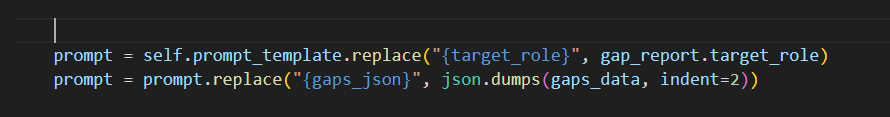 prompt = self.prompt_template.replace("{target_role}", gap_report.target_role)
prompt = prompt.replace("{gaps_json}", json.dumps(gaps_data, indent=2))